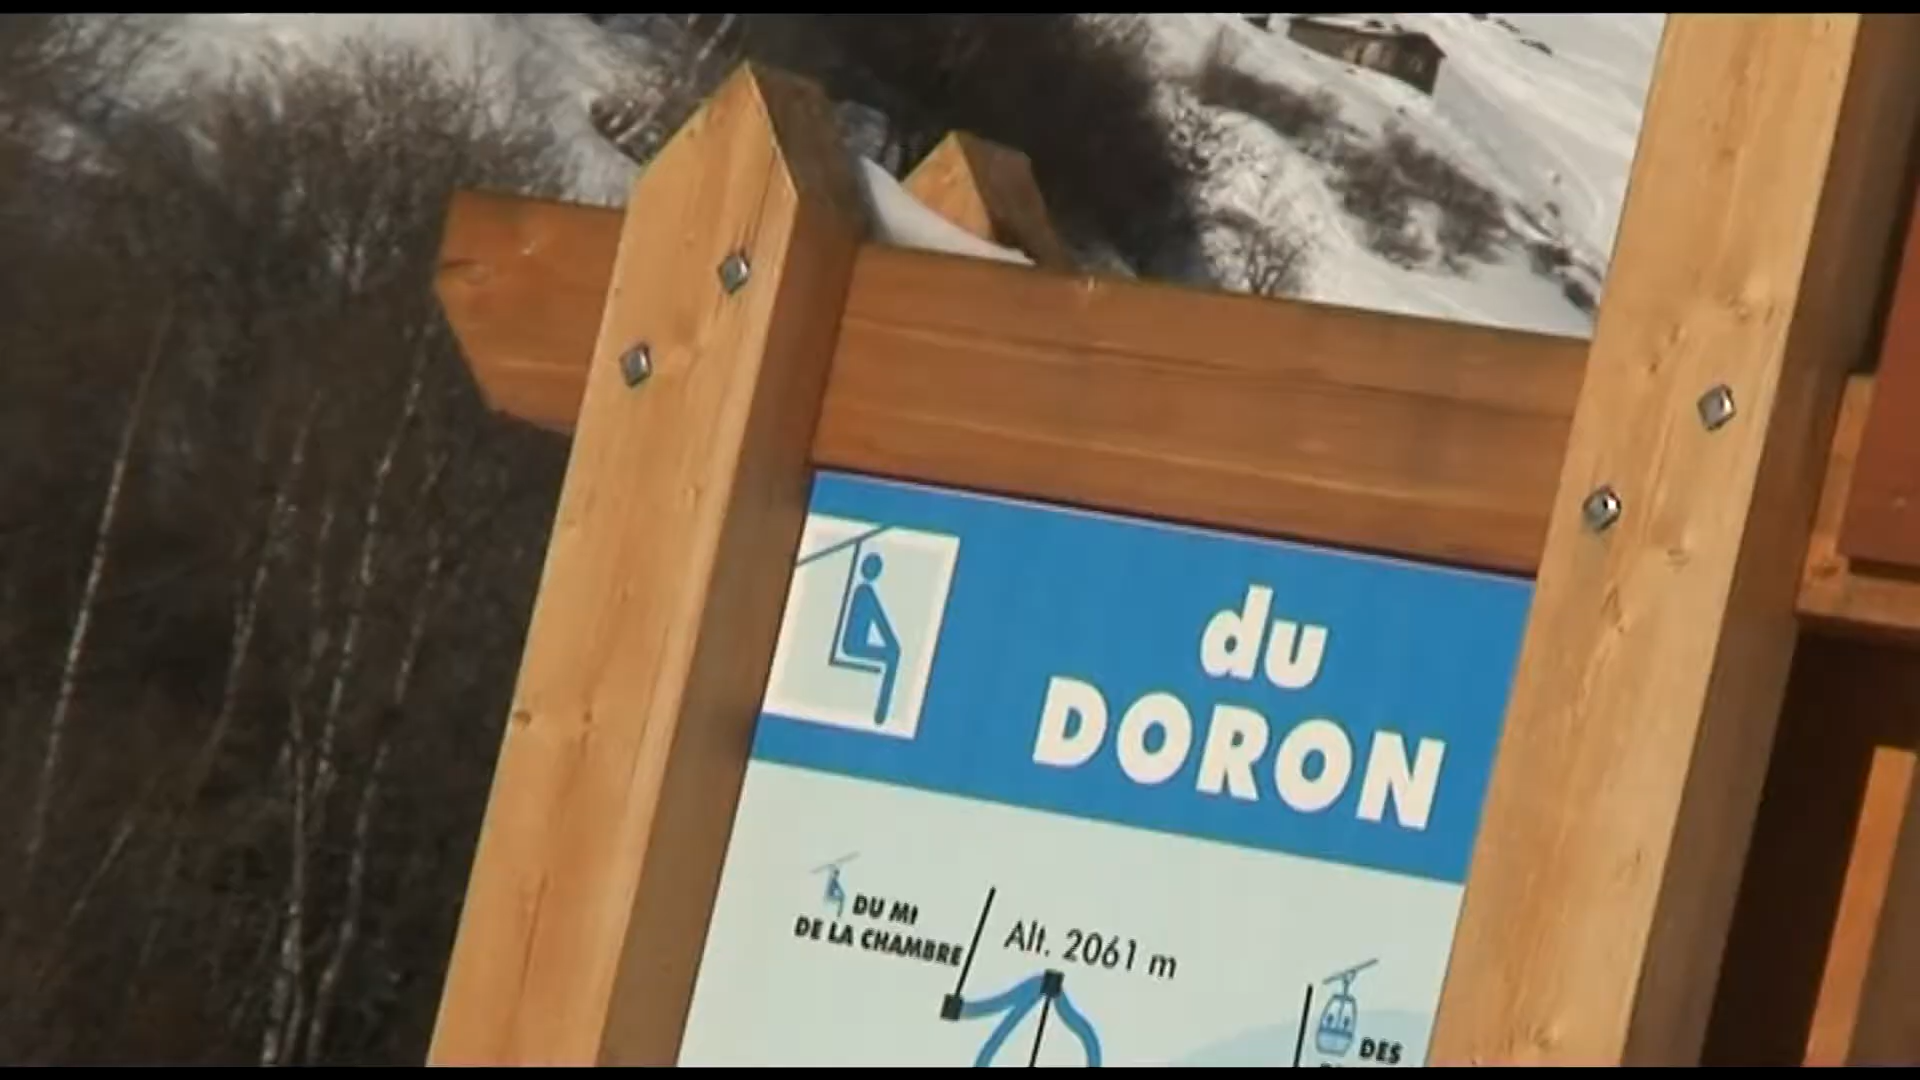 du
DORON
DU MI
DE LA CHAMBRE
Alt. 2061 m
DES